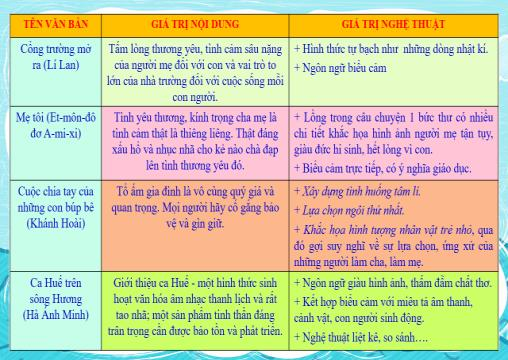 TÊN VĂN BẢN
GIÁ TRỊ NỘI DUNG
GIÁ TRỊ NGHỆ THUẬT
Cổng trường mở
ra (Lí Lan)
Tấm lòng thương yêu, tình cảm sâu nặng
của người mẹ đối với con và vai trò to
lớn của nhà trường đối với cuộc sống mỗi
con người.
+ Hình thức tự bạch như những dòng nhật kí.
+ Ngôn ngữ biểu cảm
Mẹ tôi (Et-môn-đô
đơ A-mi-xi)
Tình yêu thương, kính trọng cha mẹ là
tình cảm thật là thiêng liêng. Thật đáng
xấu hổ và nhục nhã cho kẻ nào chà đạp
lên tình thương yêu đó.
+ Lồng trong câu chuyện 1 bức thư có nhiều
chi tiết khắc họa hình ảnh người mẹ tận tụy,
giàu đức hi sinh, hết lòng vì con.
+ Biểu cảm trực tiếp, có ý nghĩa giáo dục.
Cuộc chia tay của
những con búp bê
(Khánh Hoài)
Tổ ấm gia đình là vô cùng quý giá và
quan trọng. Mọi người hãy cố gắng bảo
vệ và gìn giữ.
+ Xây dựng tình huống tâm lí.
+ Lựa chọn ngôi thứ nhất.
+ Khắc họa hình tượng nhân vật trẻ nhỏ, qua
đó gợi suy nghĩ về sự lựa chọn, ứng xử của
những người làm cha, làm mẹ.
Ca Huế trên
sông Hương
(Hà Ánh Minh)
Giới thiệu ca Huế - một hình thức sinh
hoạt văn hóa âm nhạc thanh lịch và rất
tao nhã; một sản phẩm tinh thần đáng
trân trọng cần được bảo tồn và phát triển.
+ Ngôn ngữ giàu hình ảnh, thấm đẫm chất thơ.
+ Kết hợp biểu cảm với miêu tả âm thanh,
cảnh vật, con người sinh động.
+ Nghệ thuật liệt kê, so sánh....